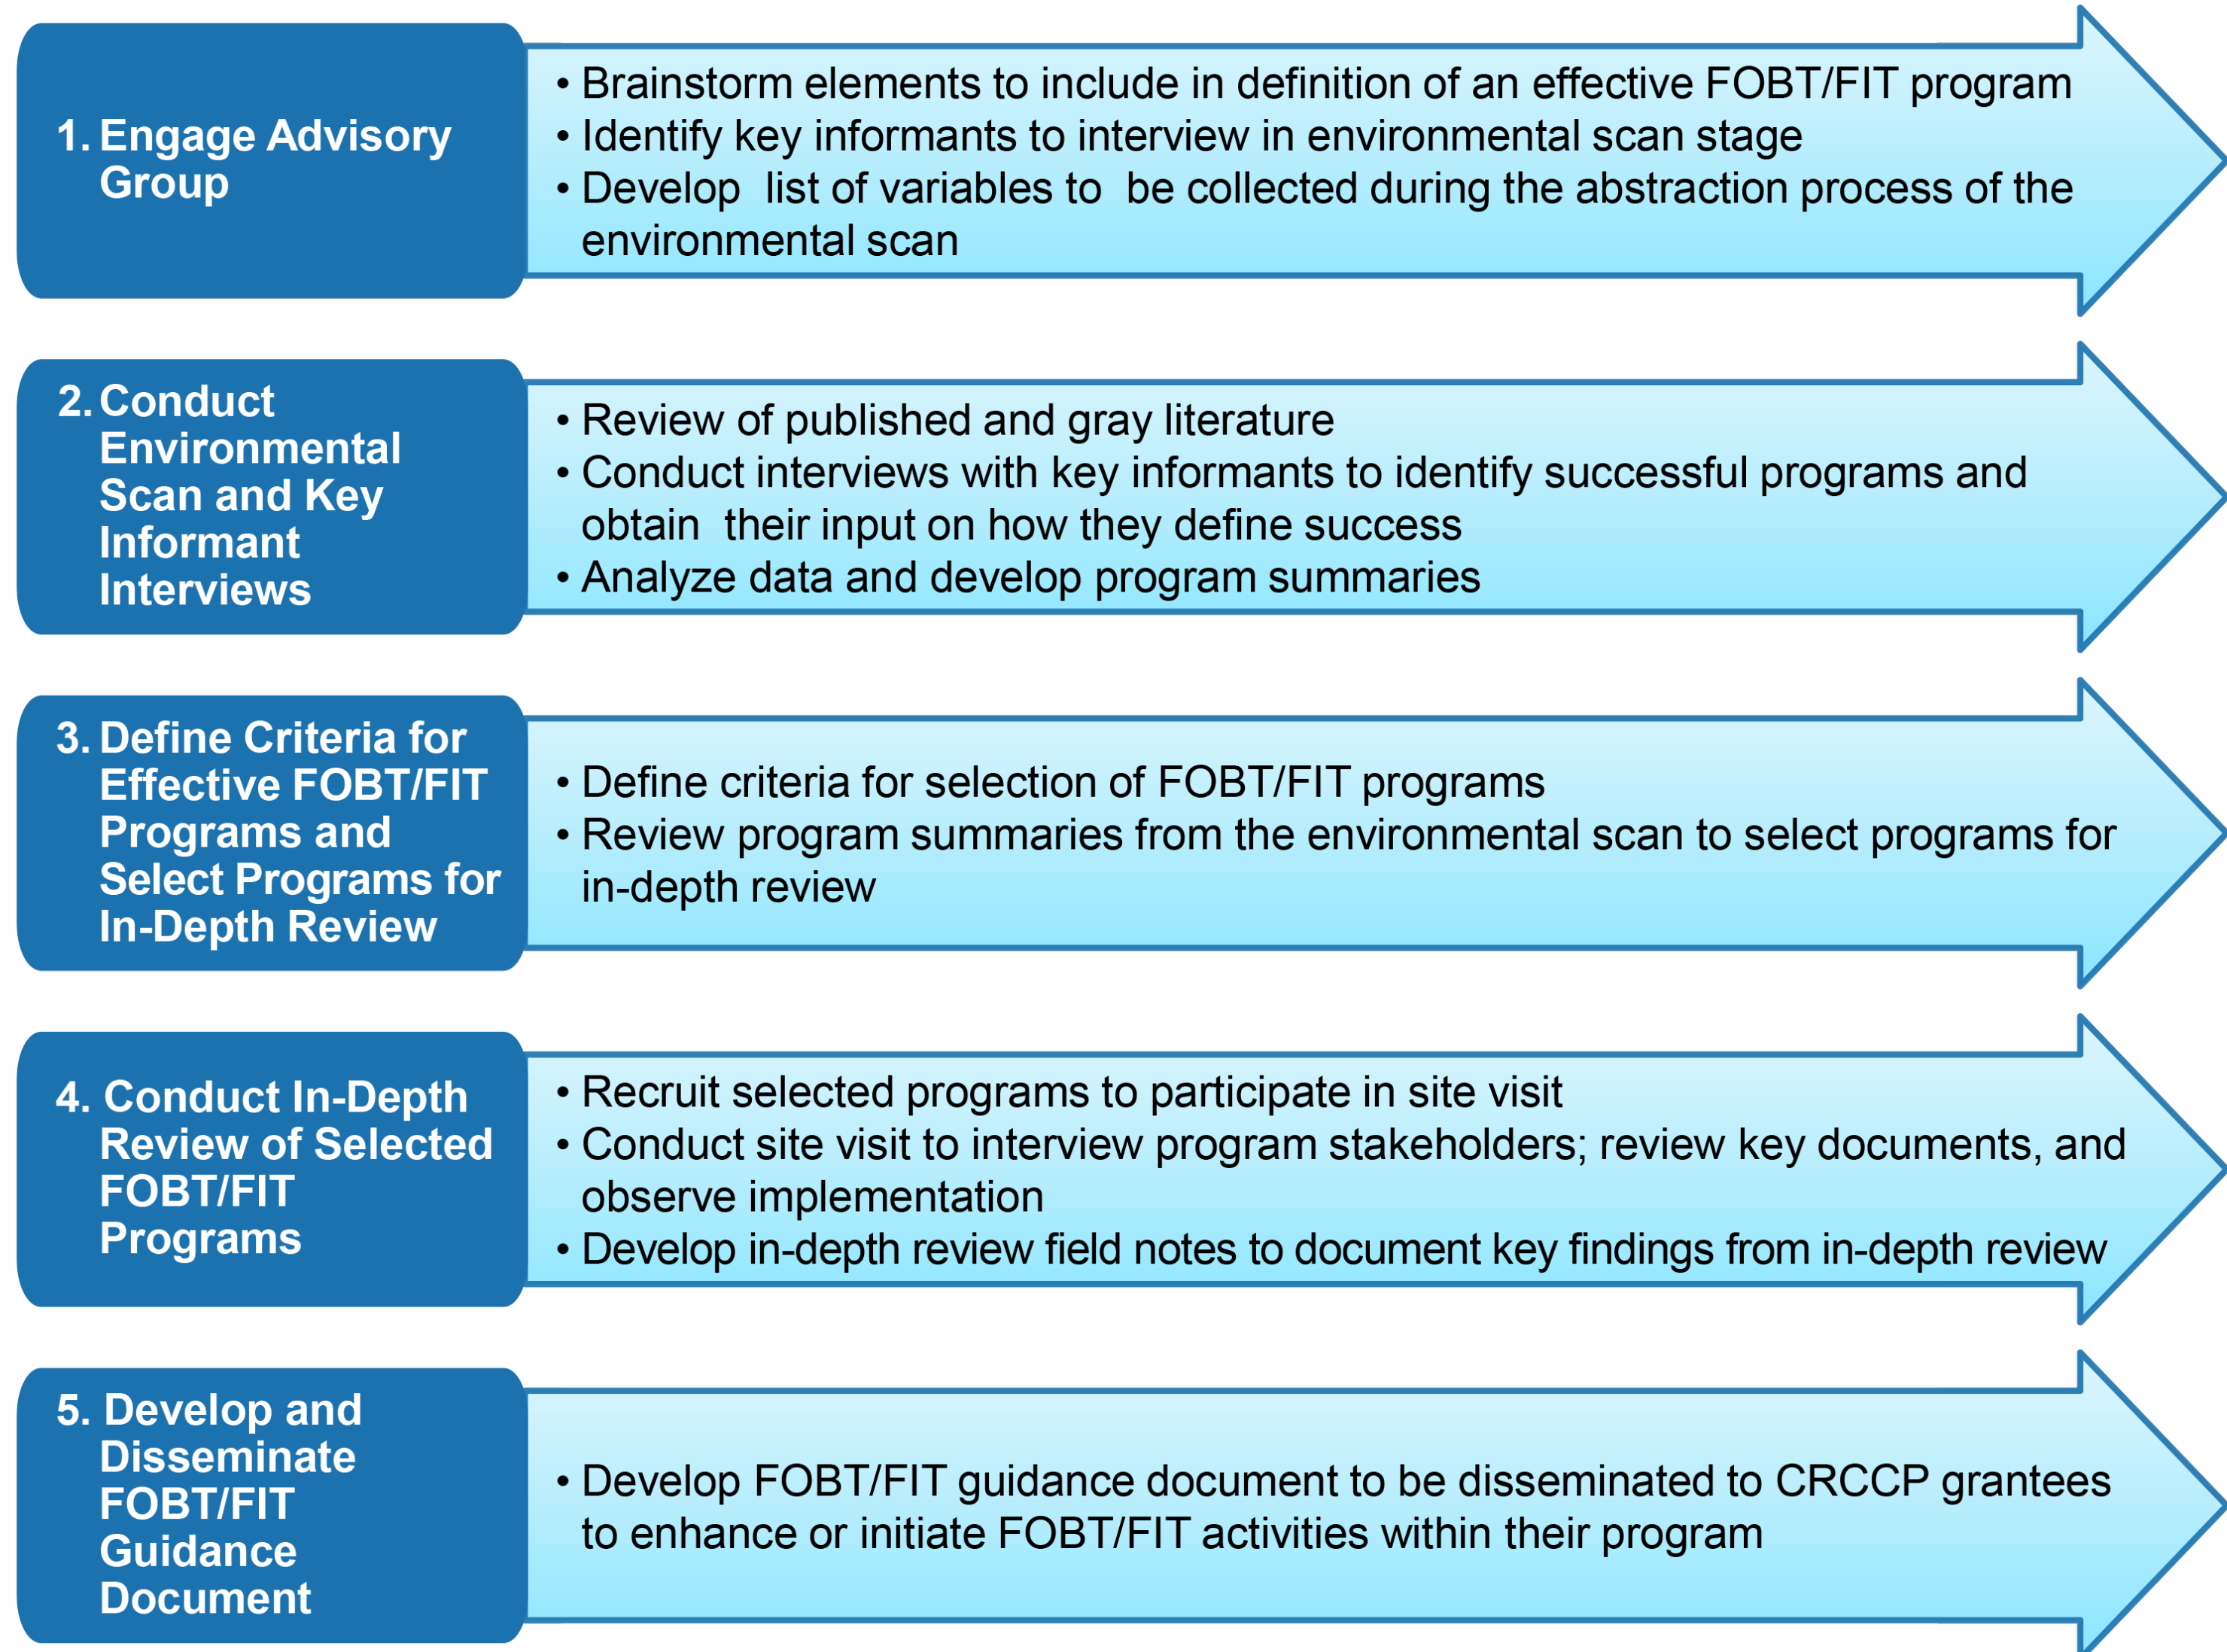 1. Engage Advisory
Group
• Brainstorm elements to include in definition of an effective FOBT/FIT program
• Identify key informants to interview in environmental scan stage
• Develop  list of variables to  be collected during the abstraction process of the
environmental scan
2. Conduct
Environmental
Scan and Key
Informant
Interviews
• Review of published and gray literature
• Conduct interviews with key informants to identify successful programs and
obtain  their input on how they define success
• Analyze data and develop program summaries
3. Define Criteria for
Effective FOBT/FIT
Programs and
Select Programs for
In-Depth Review
• Define criteria for selection of FOBT/FIT programs
• Review program summaries from the environmental scan to select programs for
in-depth review
4. Conduct In-Depth
Review of Selected
FOBT/FIT
Programs
• Recruit selected programs to participate in site visit
• Conduct site visit to interview program stakeholders; review key documents, and
observe implementation
• Develop in-depth review field notes to document key findings from in-depth review
5. Develop and
Disseminate
FOBT/FIT
Guidance
Document
• Develop FOBT/FIT guidance document to be disseminated to CRCCP grantees
to enhance or initiate FOBT/FIT activities within their program